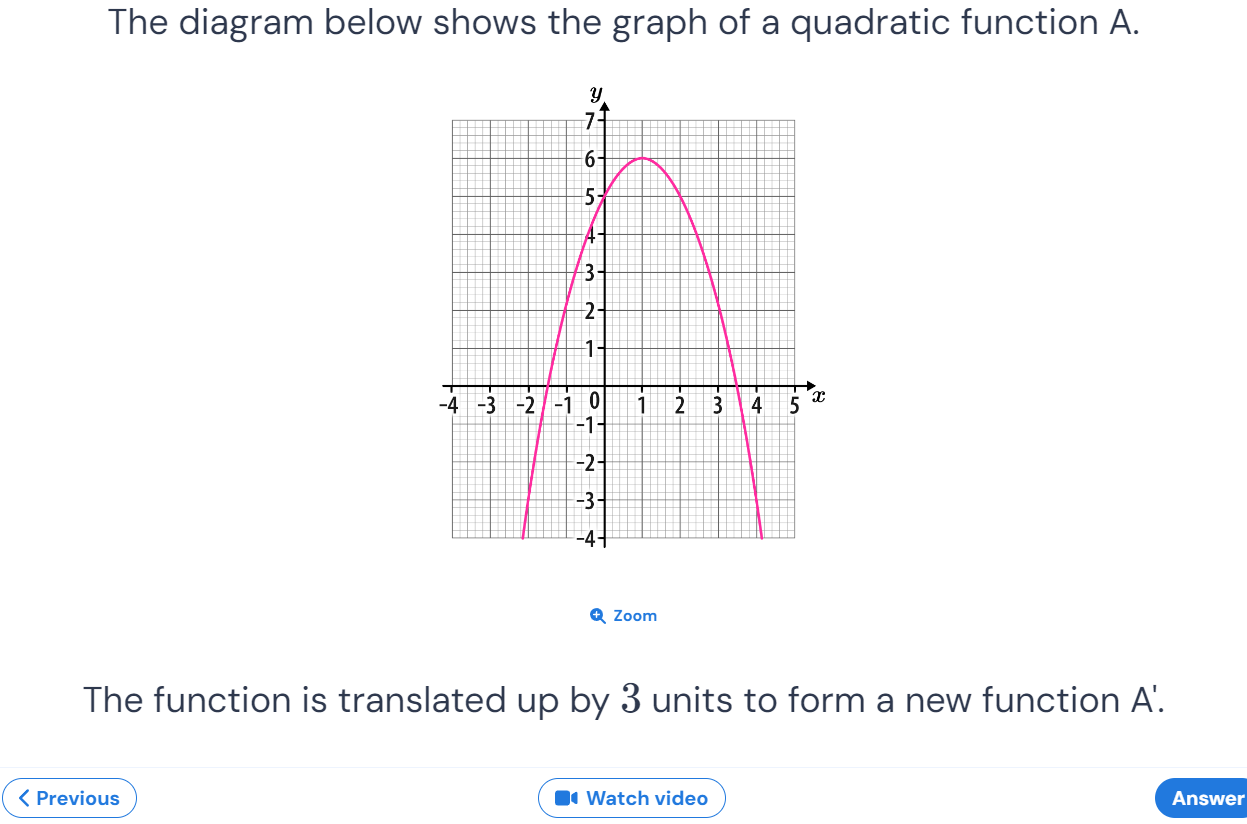 The diagram below shows the graph of a quadratic function A.
y
7
6
5
4
3
2
1
-4 -3 -2 -1 0 1 2 3 4 5 x
-1
-2
-3
-4
Zoom
The function is translated up by 3 units to form a new function A'.
Previous Watch video Answer